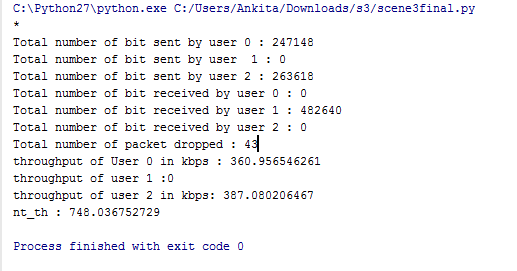 C:\Python27\python.exe C:/Users/Ankita/Downloads/s3/scene3final.py
*
Total number of bit sent by user 0 : 247148
Total number of bit sent by user  1 : 0
Total number of bit sent by user 2 : 263618
Total number of bit received by user 0 : 0
Total number of bit received by user 1 : 482640
Total number of bit received by user 2 : 0
Total number of packet dropped : 43
throughput of User 0 in kbps : 360.956546261
throughput of user 1 :0
throughput of user 2 in kbps: 387.080206467
nt_th : 748.036752729
Process finished with exit code 0